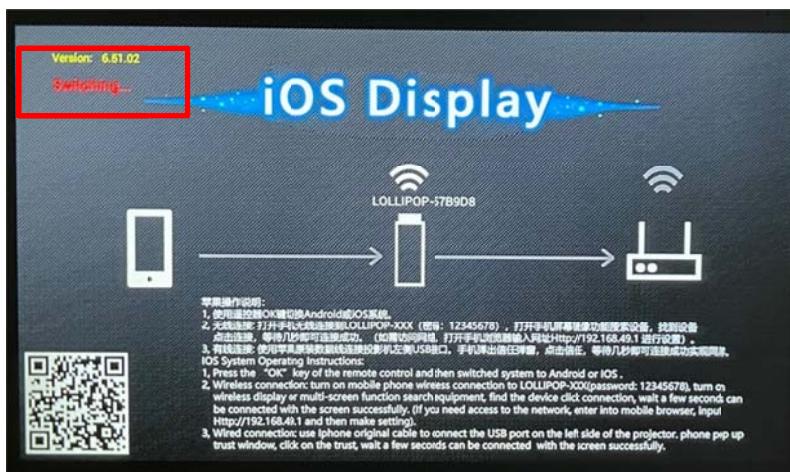 Version: 6.51.02
Switching...
iOS Display
LOLLIPOP-57B9D8
苹果操作说明:
1, 使用遥控器OK键切换Android或iOS系统。
2, 无线连接: 打开手机无线连接到LOLLIPOP-XXX (密码: 12345678) , 打开手机屏幕镜像功能搜索设备, 找到设备
点击连接, 等待几秒即可连接成功。 (如需访问网络, 打开手机浏览器输入网址Http://192.168.49.1 进行设置) 。
3, 有线连接: 使用苹果原装数据线连接投影机左侧USB接口, 手机弹出信任弹窗, 点击信任, 等待几秒即可连接成功实现同屏.
IOS System Operating Instructions:
1, Press the “OK” key of the remote control and then switched system to Android or IOS .
2, Wireless connection: turn on mobile phone wireess connection to LOLLIPOP-XXX(password: 12345678), turn on
wireless display or multi-screen function search equipment, find the device click connection, wait a few seconds can
be connected with the screen successfully. (If you need access to the network, enter into mobile browser, input
Http://192.168.49.1 and then make setting).
3, Wired connection: use Iphone original cable to connect the USB port on the left side of the projector, phone pop up
trust window, click on the trust, wait a few seconds can be connected with the screen successfully.